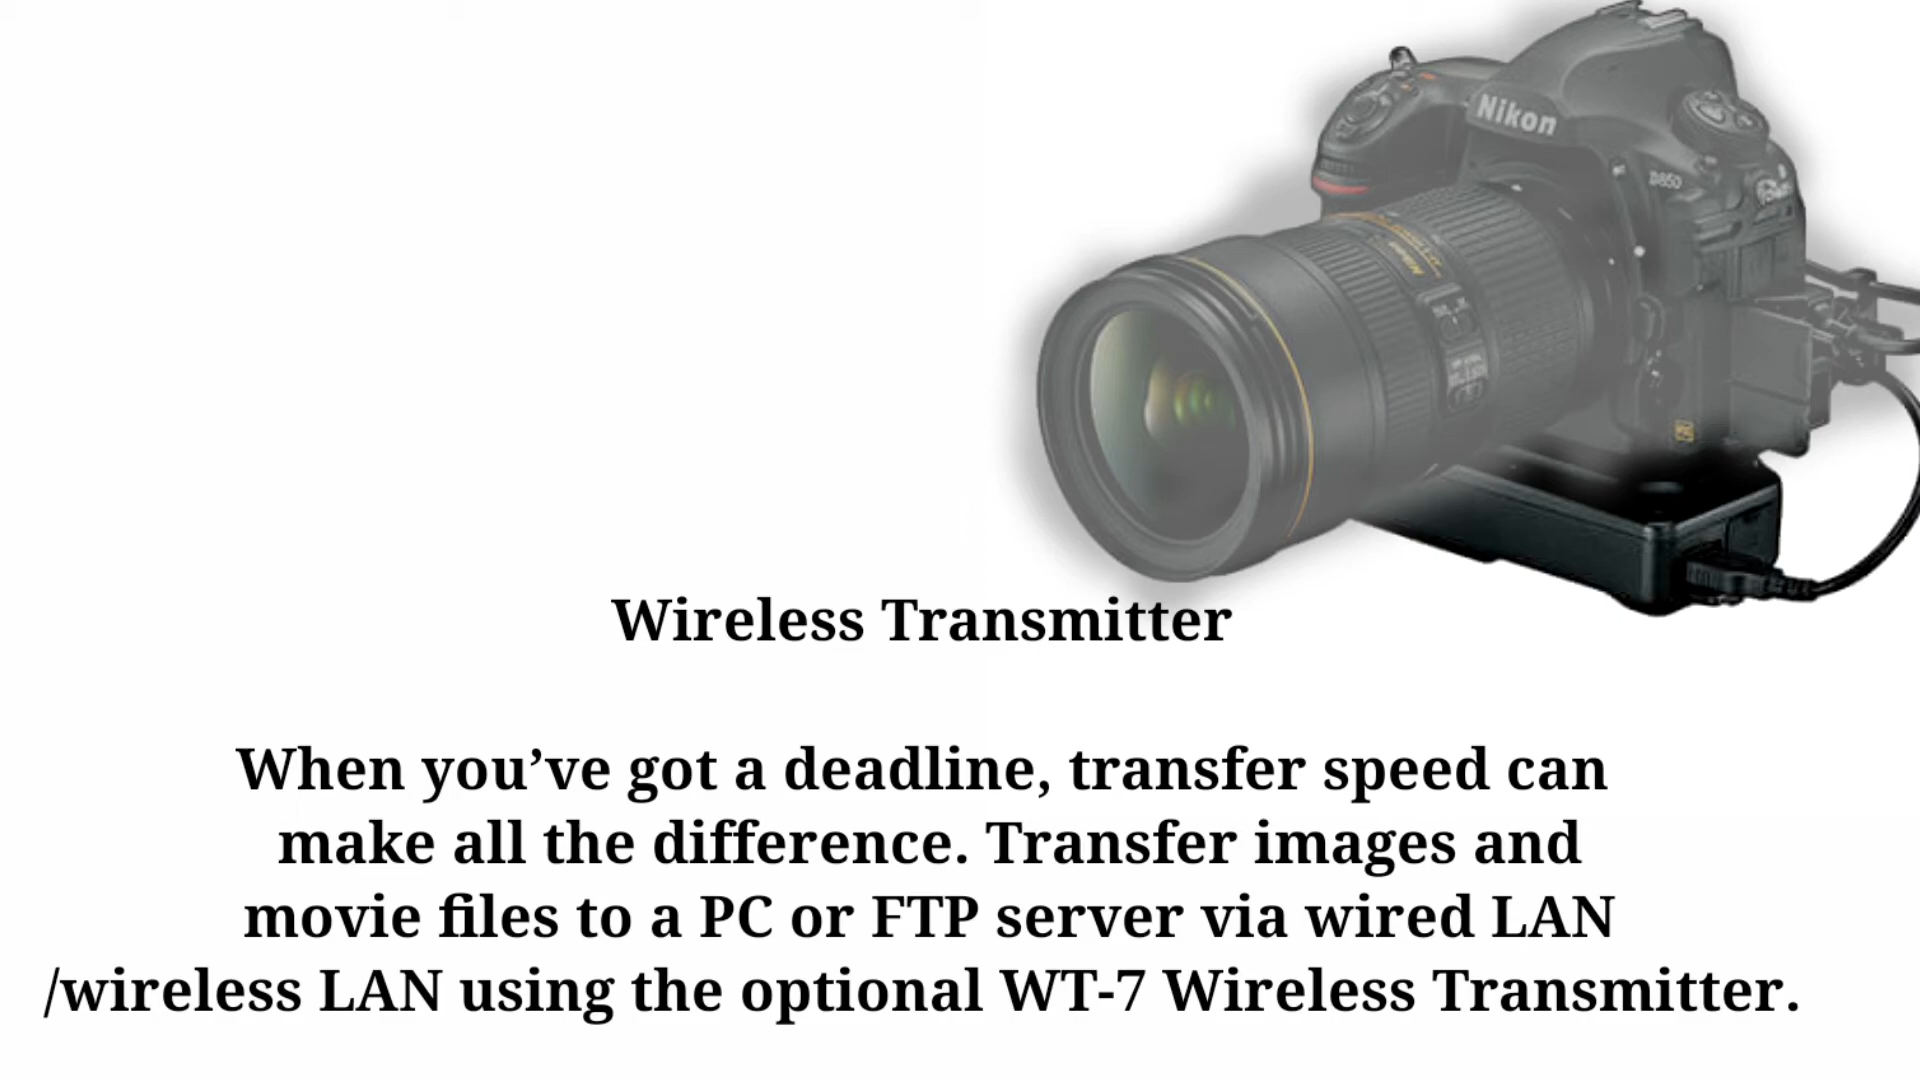 Nikon
D850
Wireless Transmitter
When you’ve got a deadline, transfer speed can
make all the difference. Transfer images and
movie files to a PC or FTP server via wired LAN
/wireless LAN using the optional WT-7 Wireless Transmitter.